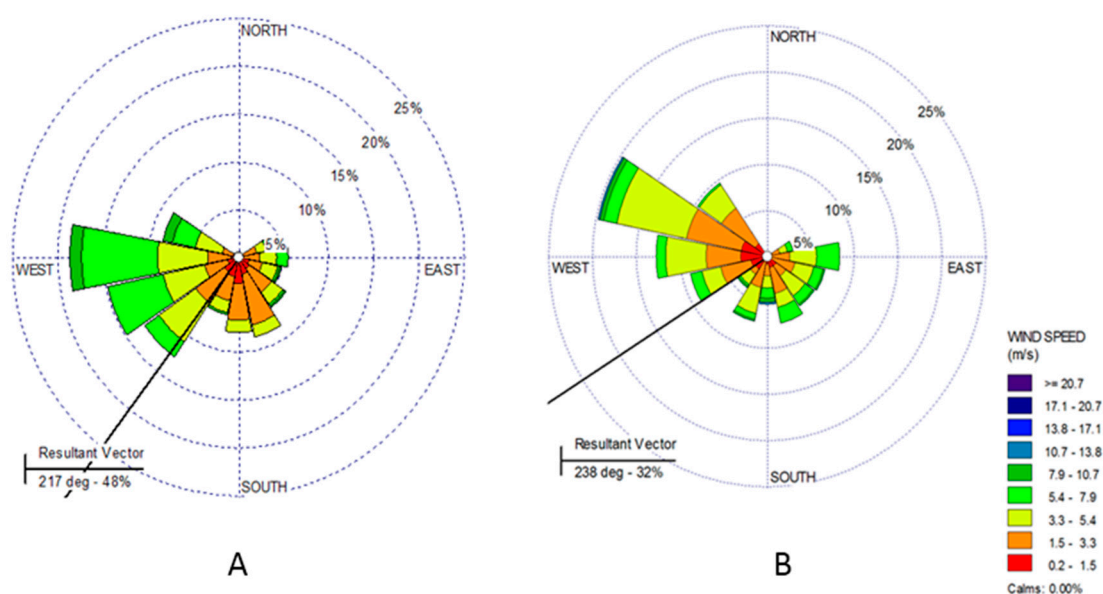 NORTH
25%
20%
15%
10%
5%
WEST
EAST
Resultant Vector
217 deg - 48%
SOUTH
A
NORTH
25%
20%
15%
10%
5%
WEST
EAST
Resultant Vector
238 deg - 32%
SOUTH
B
WIND SPEED
(m/s)
>= 20.7
17.1 - 20.7
13.8 - 17.1
10.7 - 13.8
7.9 - 10.7
5.4 - 7.9
3.3 - 5.4
1.5 - 3.3
0.2 - 1.5
Calms: 0.00%